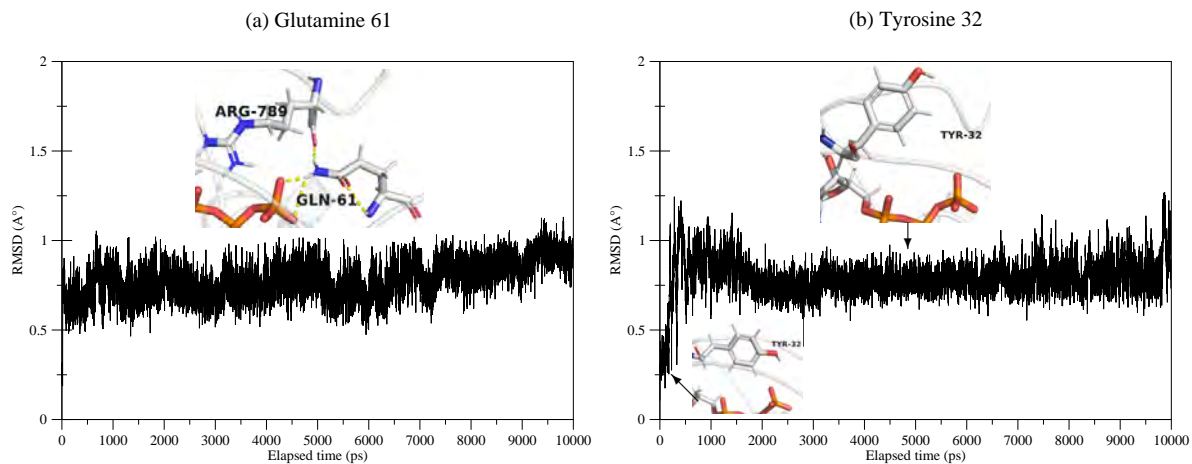 (a) Glutamine 61
2
1.5
1
0.5
0
RMSD (A°)
ARG-789
GLN-61
0 1000 2000 3000 4000 5000 6000 7000 8000 9000 10000
Elapsed time (ps)
(b) Tyrosine 32
2
1.5
1
0.5
0
RMSD (A°)
TYR-32
TYR-32
0 1000 2000 3000 4000 5000 6000 7000 8000 9000 10000
Elapsed time (ps)